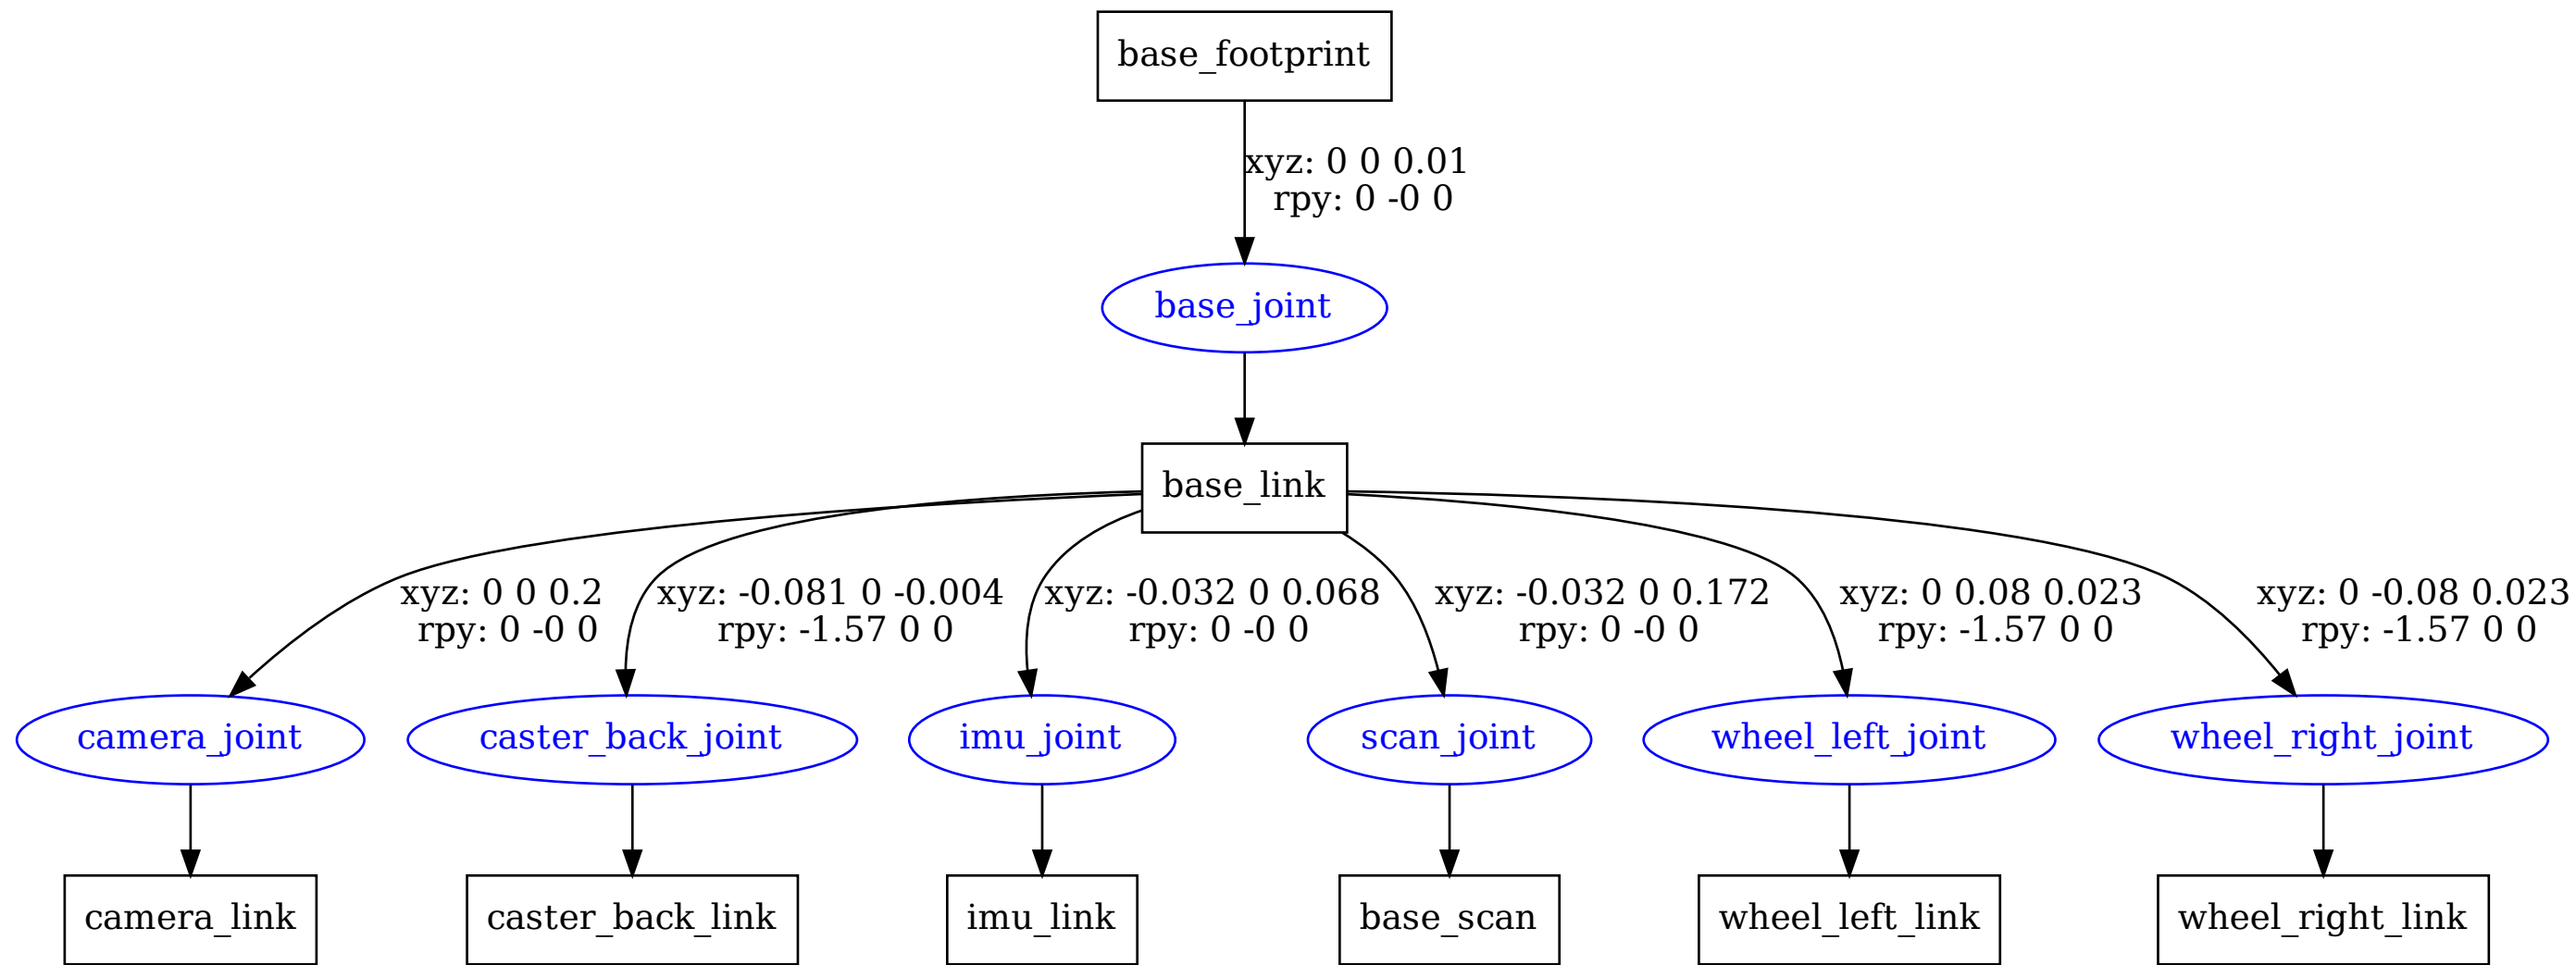 base_footprint
xyz: 0 0 0.01
rpy: 0 -0 0
base_joint
base_link
xyz: 0 0 0.2
rpy: 0 -0 0
xyz: -0.081 0 -0.004
rpy: -1.57 0 0
xyz: -0.032 0 0.068
rpy: 0 -0 0
xyz: -0.032 0 0.172
rpy: 0 -0 0
xyz: 0 0.08 0.023
rpy: -1.57 0 0
xyz: 0 -0.08 0.023
rpy: -1.57 0 0
camera_joint
caster_back_joint
imu_joint
scan_joint
wheel_left_joint
wheel_right_joint
camera_link
caster_back_link
imu_link
base_scan
wheel_left_link
wheel_right_link